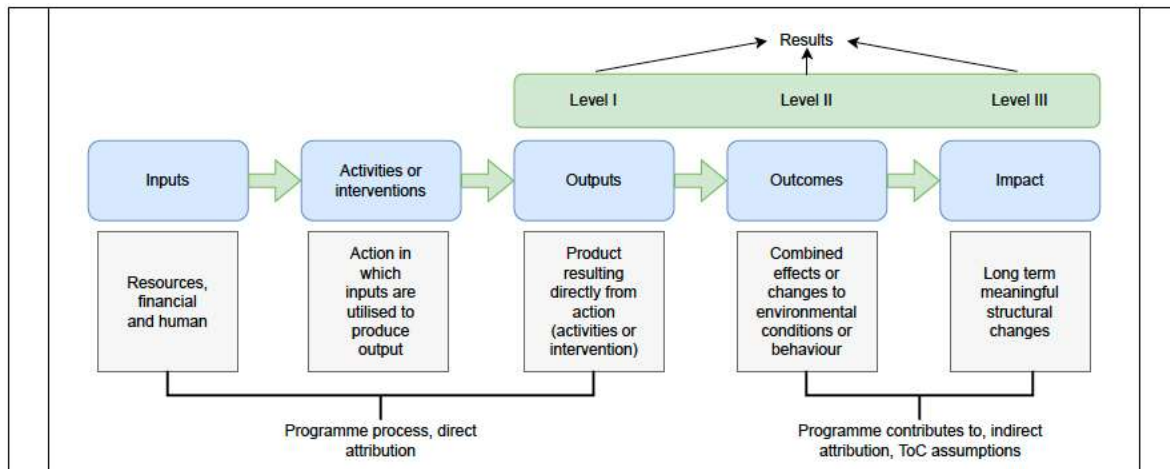 Results
Level I
Level II
Level III
Inputs
Activities or
interventions
Outputs
Outcomes
Impact
Resources,
financial
and human
Action in
which
inputs are
utilised to
produce
output
Product
resulting
directly from
action
(activities or
intervention)
Combined
effects or
changes to
environmental
conditions or
behaviour
Long term
meaningful
structural
changes
Programme process, direct
attribution
Programme contributes to, indirect
attribution, ToC assumptions